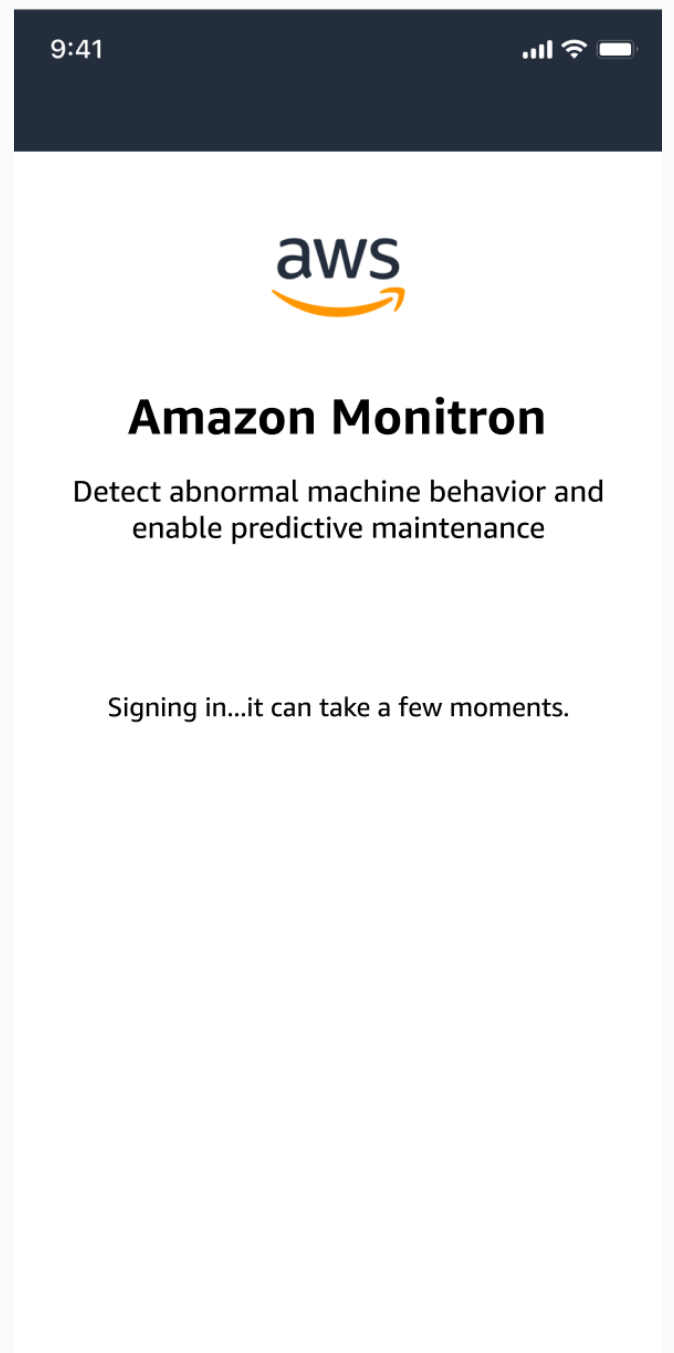 9:41
aws
Amazon Monitron
Detect abnormal machine behavior and
enable predictive maintenance
Signing in...it can take a few moments.